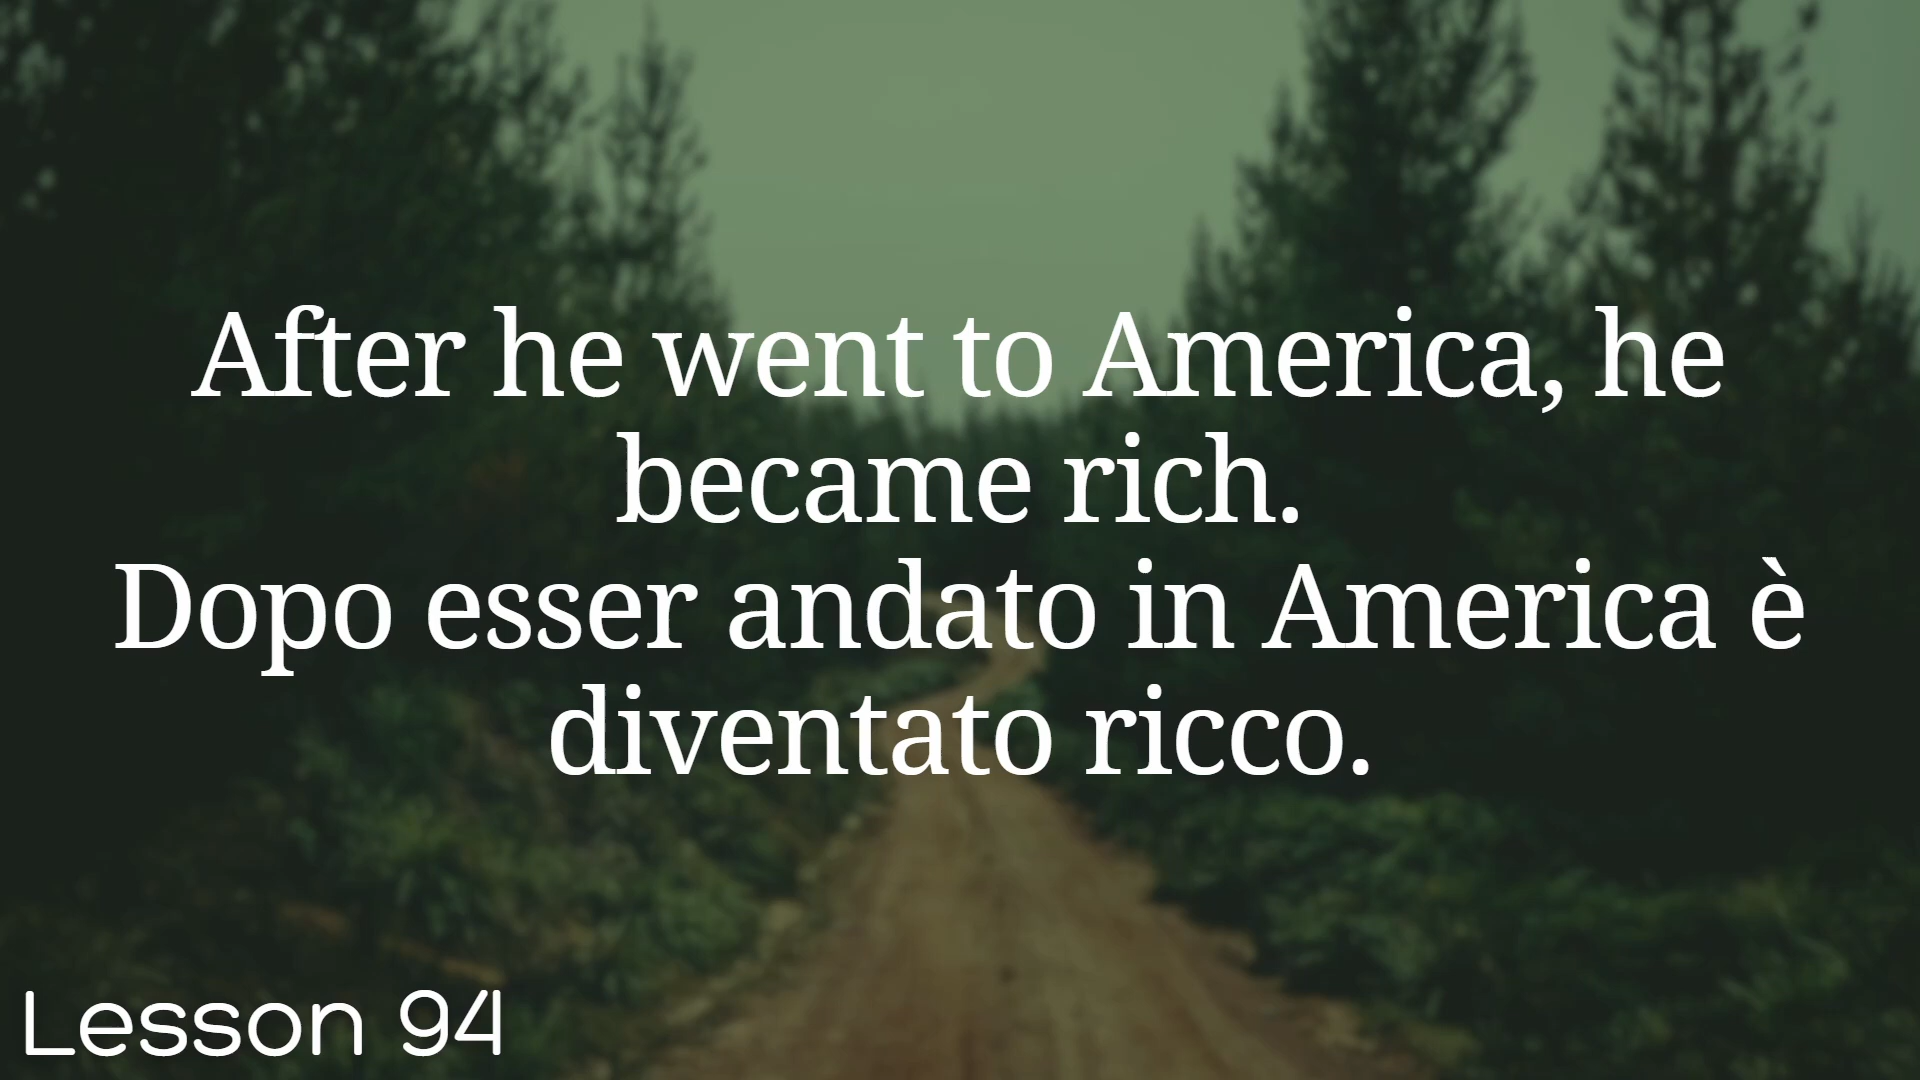 After he went to America, he
became rich.
Dopo esser andato in America è
diventato ricco.
Lesson 94